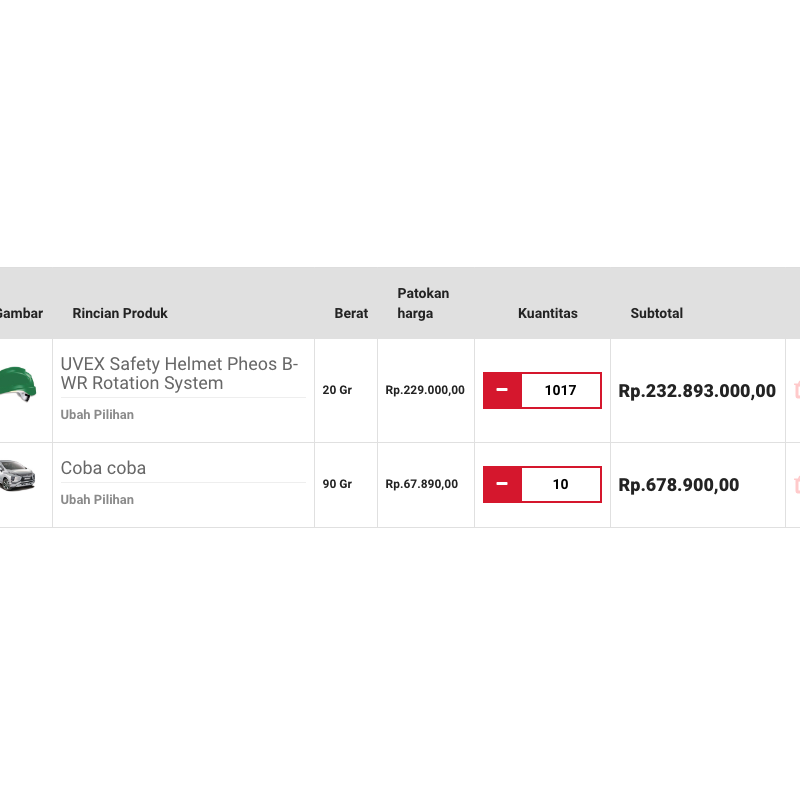 Gambar Rincian Produk Berat Patokan harga Kuantitas Subtotal
UVEX Safety Helmet Pheos B-
WR Rotation System
Ubah Pilihan
20 Gr Rp.229.000,00 − 1017 Rp.232.893.000,00
Coba coba
Ubah Pilihan
90 Gr Rp.67.890,00 − 10 Rp.678.900,00